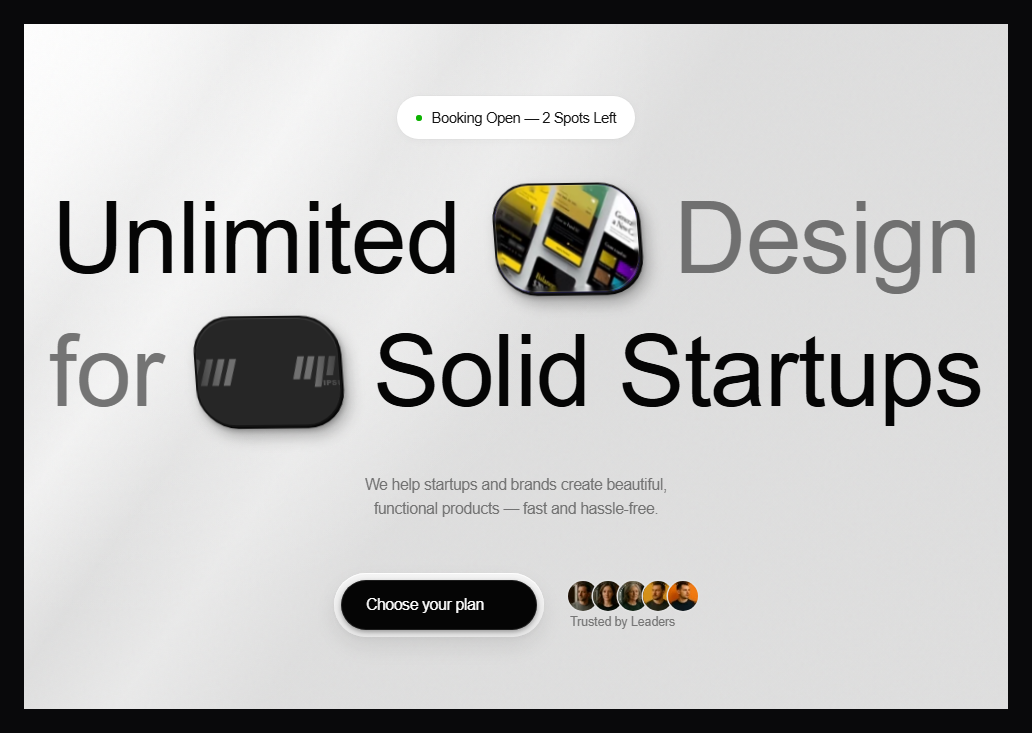 Booking Open — 2 Spots Left
Unlimited Design
for Solid Startups
We help startups and brands create beautiful,
functional products — fast and hassle-free.
Choose your plan
Trusted by Leaders